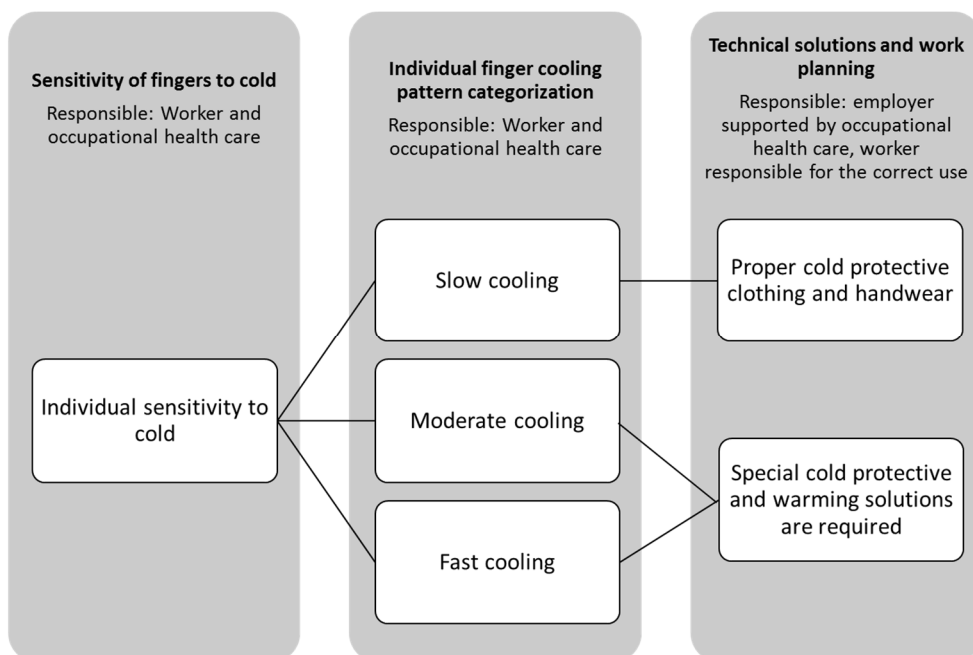 Sensitivity of fingers to cold
Responsible: Worker and
occupational health care
Individual sensitivity to
cold
Individual finger cooling
pattern categorization
Responsible: Worker and
occupational health care
Slow cooling
Moderate cooling
Fast cooling
Technical solutions and work
planning
Responsible: employer
supported by occupational
health care, worker
responsible for the correct use
Proper cold protective
clothing and handwear
Special cold protective
and warming solutions
are required